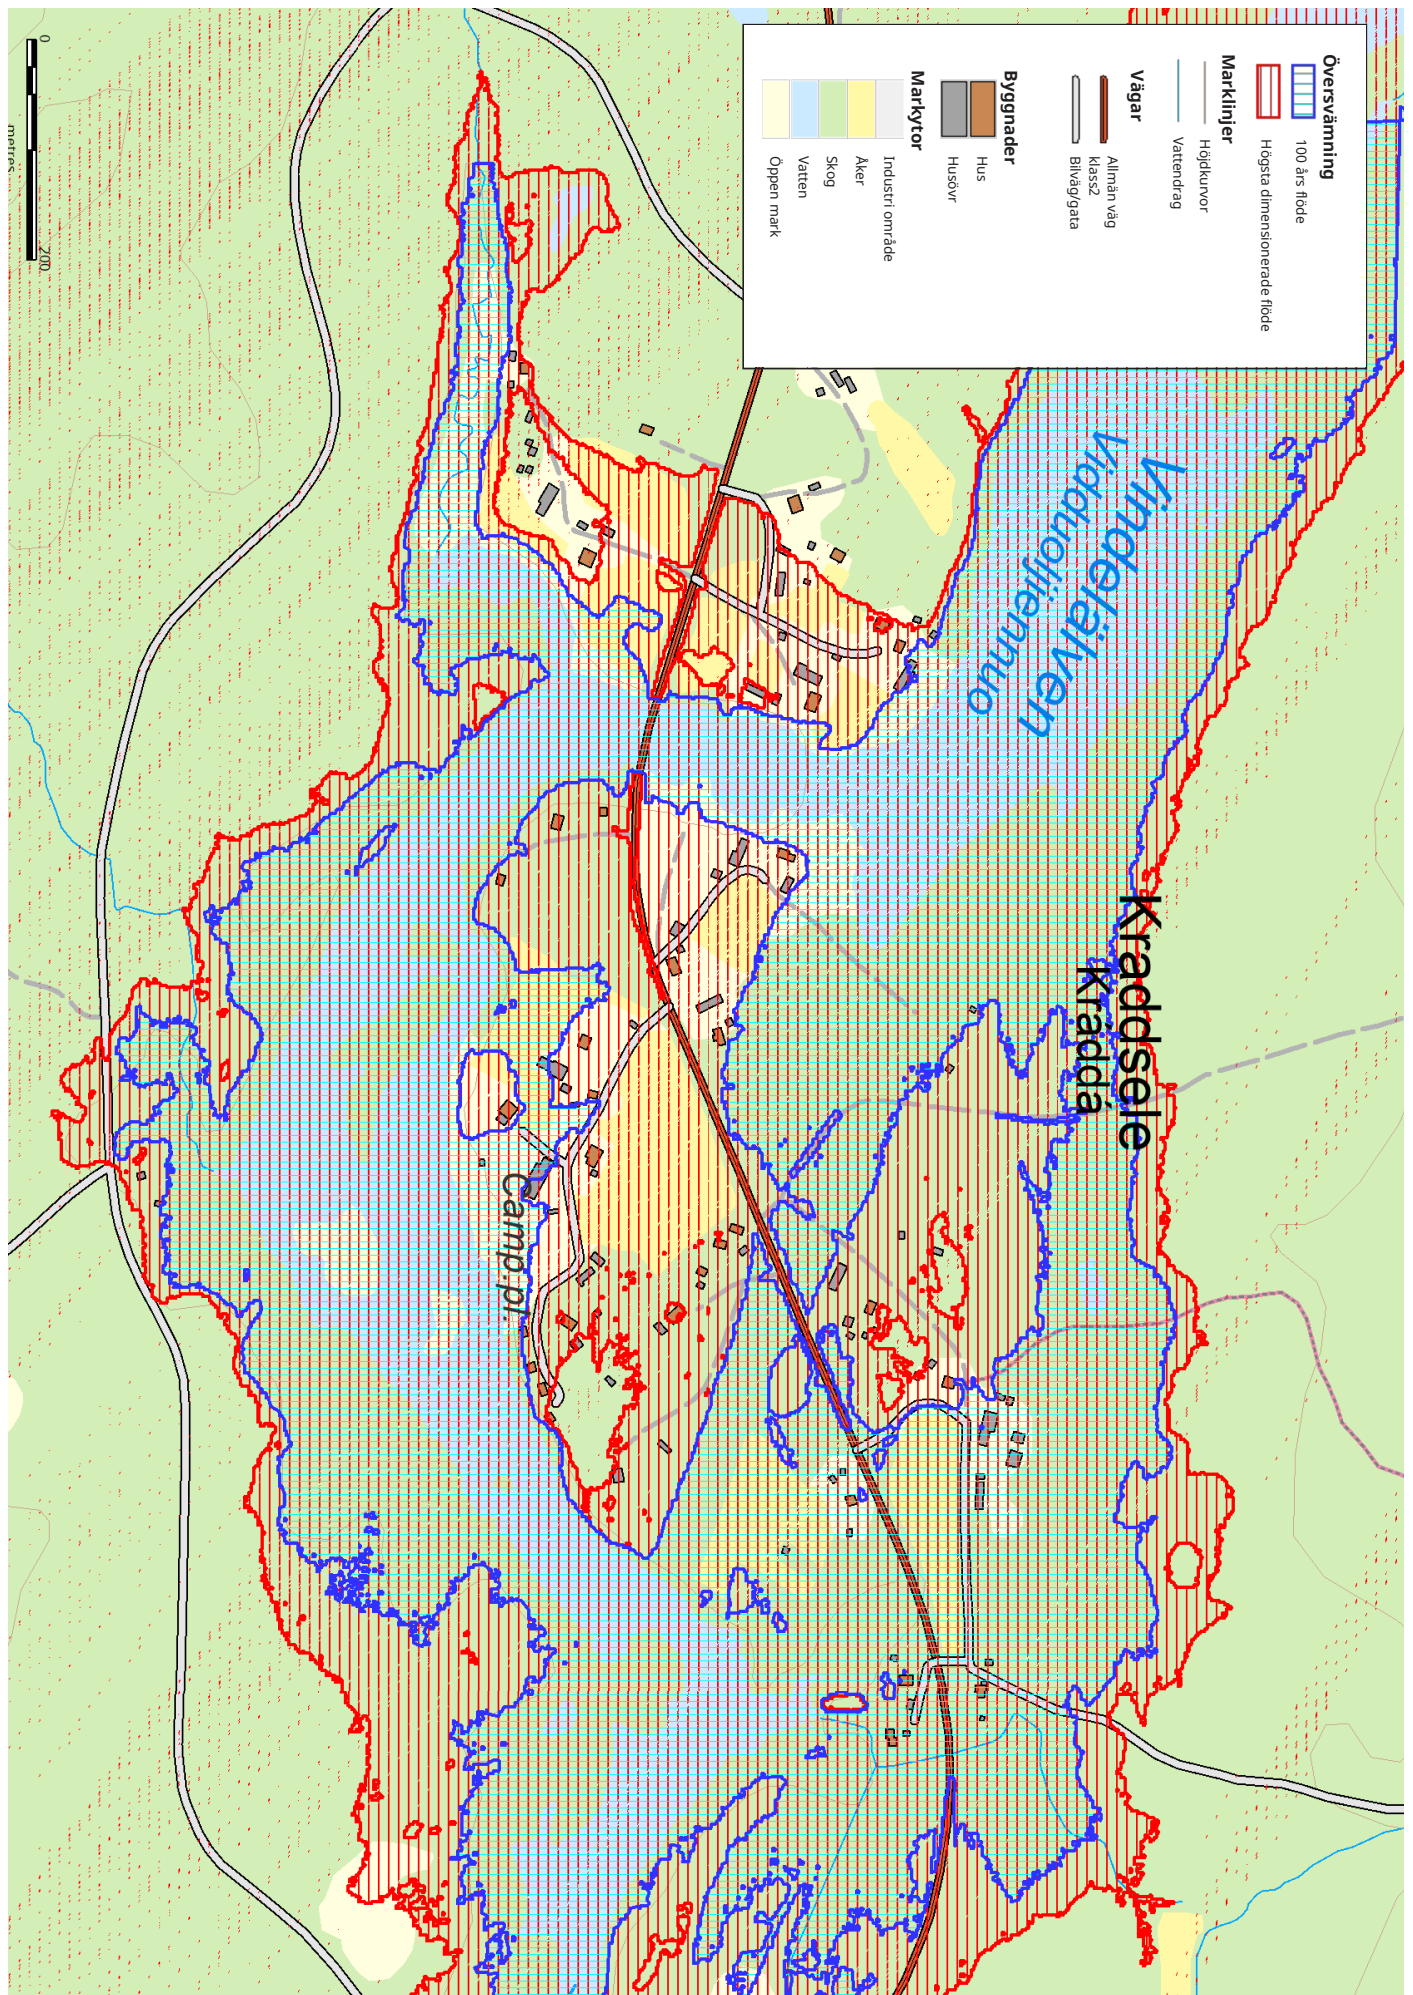 Översvämning
100 års flöde
Högsta dimensionerade flöde
Marklinjer
Höjdkurvor
Vattendrag
Vägar
Allmän väg
klass2
Bilväg/gata
Byggnader
Hus
Husövr
Markytor
Industri område
Åker
Skog
Vatten
Öppen mark
Vindelälven
Vidduojiennuo
Kraddsele
Kráddá
Camp.pl.
0 200
metres